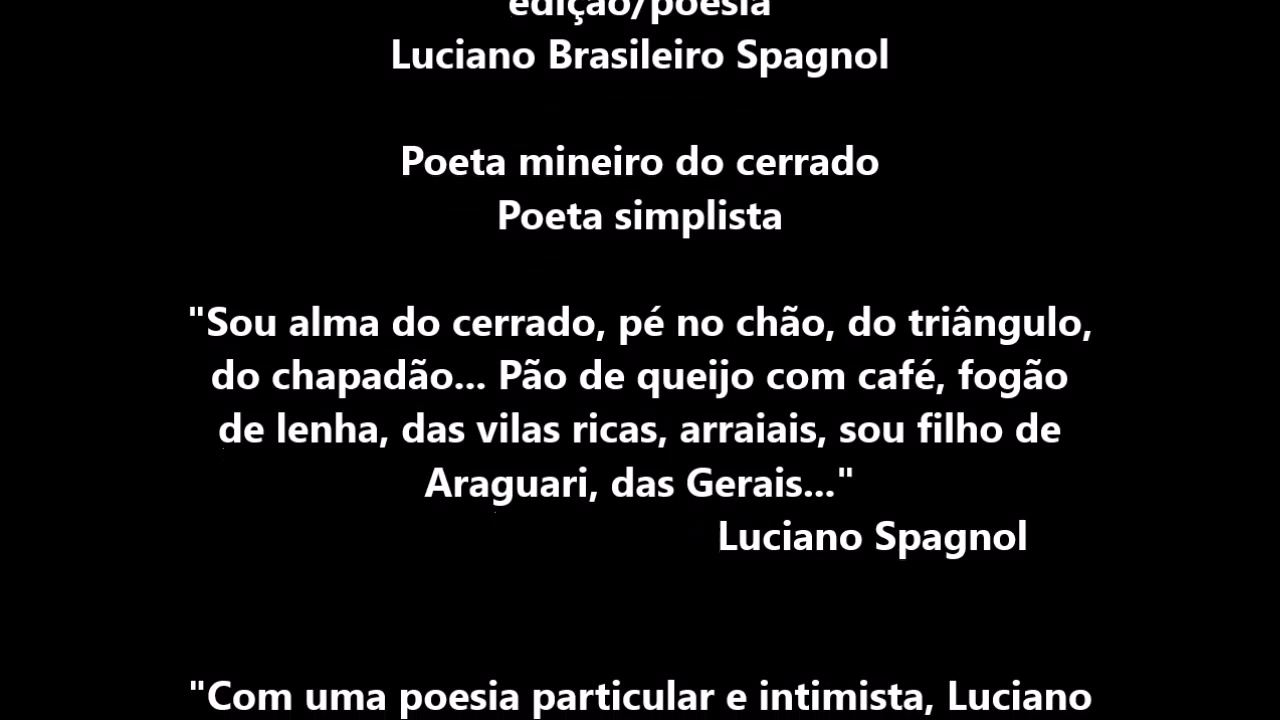 edição/poesia
Luciano Brasileiro Spagnol
Poeta mineiro do cerrado
Poeta simplista
"Sou alma do cerrado, pé no chão, do triângulo,
do chapadão... Pão de queijo com café, fogão
de lenha, das vilas ricas, arraiais, sou filho de
Araguari, das Gerais..."
Luciano Spagnol
"Com uma poesia particular e intimista, Luciano